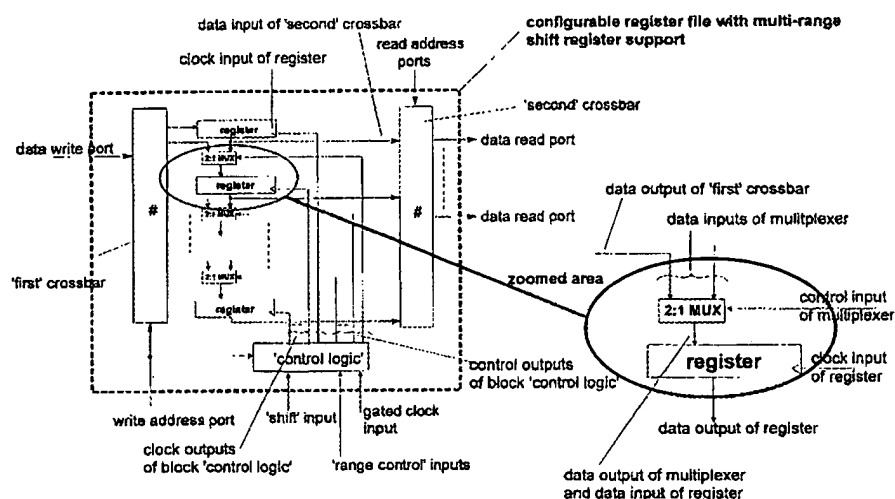 data input of 'second' crossbar
clock input of register
read address
ports
configurable register file with multi-range
shift register support
'second' crossbar
data write port
register
2:1 MUX
register
2:1 MUX
2:1 MUX
register
#
#
data read port
data read port
'first' crossbar
'control logic'
write address port
'shift' input
gated clock
input
control outputs
of block 'control logic'
clock outputs
of block 'control logic'
'range control' inputs
zoomed area
data output of 'first' crossbar
data inputs of mulitplexer
2:1 MUX
control input
of multiplexer
register
clock input
of register
data output of register
data output of multiplexer
and data input of register